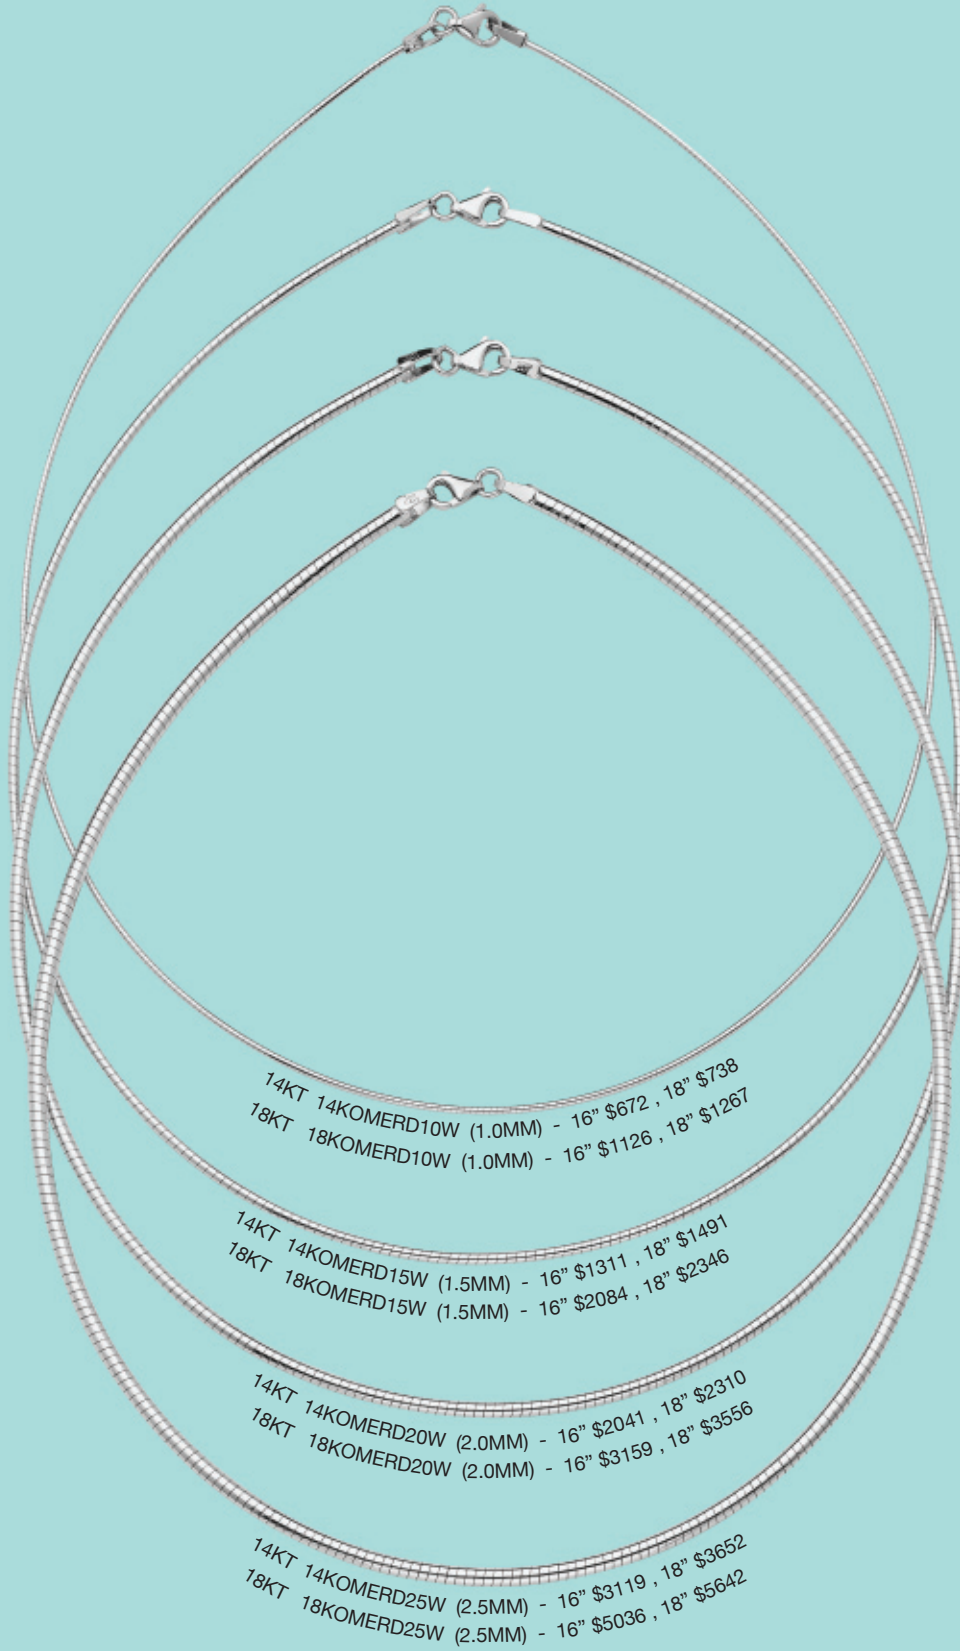 14KT 14KOMERD10W (1.0MM) - 16” $672 , 18” $738
18KT 18KOMERD10W (1.0MM) - 16” $1126 , 18” $1267
14KT 14KOMERD15W (1.5MM) - 16” $1311 , 18” $1491
18KT 18KOMERD15W (1.5MM) - 16” $2084 , 18” $2346
14KT 14KOMERD20W (2.0MM) - 16” $2041 , 18” $2310
18KT 18KOMERD20W (2.0MM) - 16” $3159 , 18” $3556
14KT 14KOMERD25W (2.5MM) - 16” $3119 , 18” $3652
18KT 18KOMERD25W (2.5MM) - 16” $5036 , 18” $5642